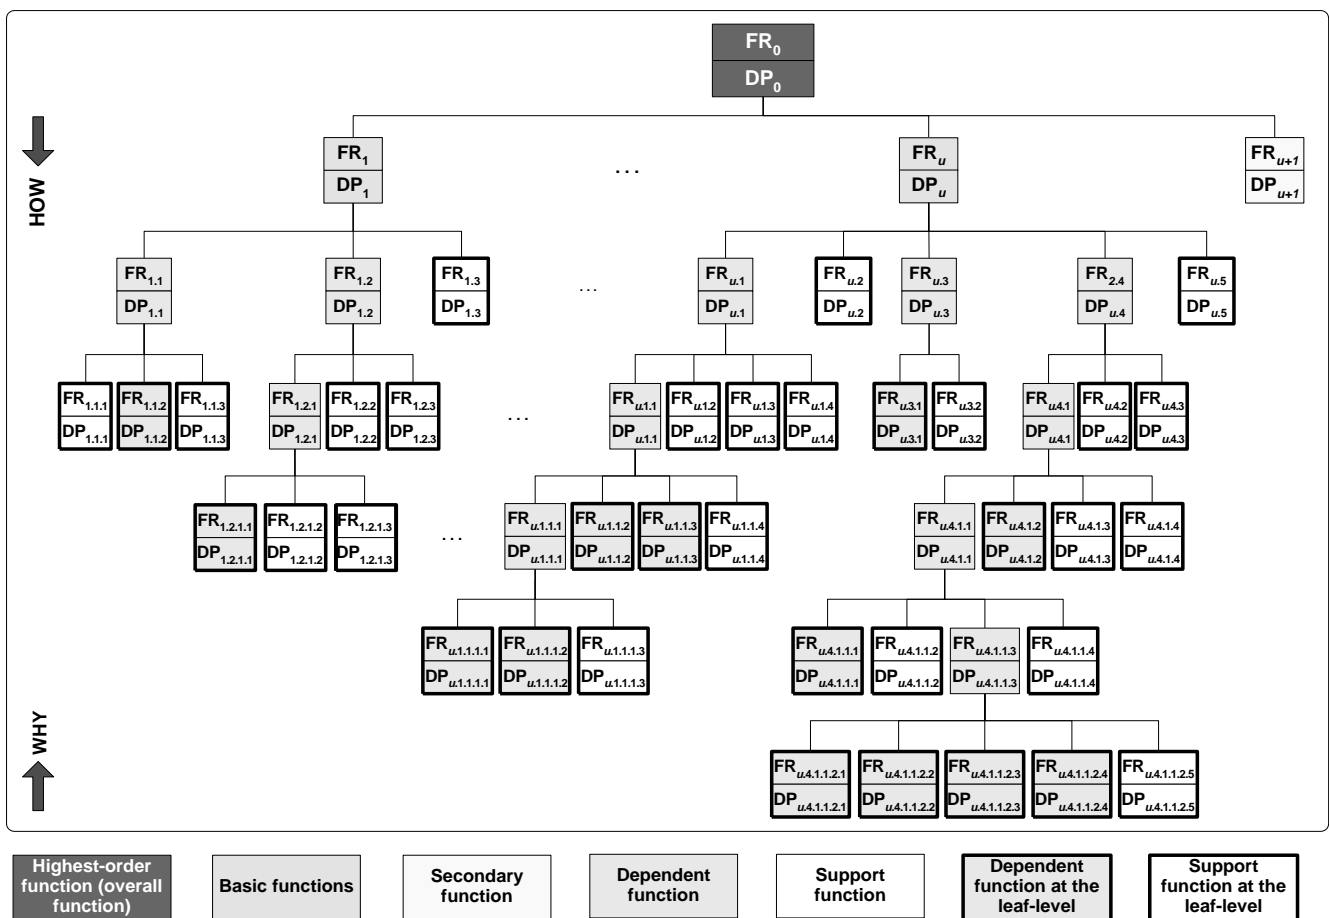 FR0
DP0
HOW
FR1
DP1
...
FRu
DPu
FRu+1
DPu+1
FR1.1
DP1.1
FR1.2
DP1.2
FR1.3
DP1.3
...
FRu.1
DPu.1
FRu.2
DPu.2
FRu.3
DPu.3
FR2.4
DPu.4
FRu.5
DPu.5
FR1.1.1
DP1.1.1
FR1.1.2
DP1.1.2
FR1.1.3
DP1.1.3
FR1.2.1
DP1.2.1
FR1.2.2
DP1.2.2
FR1.2.3
DP1.2.3
...
FRu.1.1
DPu.1.1
FRu.1.2
DPu.1.2
FRu.1.3
DPu.1.3
FRu.1.4
DPu.1.4
FRu.3.1
DPu.3.1
FRu.3.2
DPu.3.2
FRu.4.1
DPu.4.1
FRu.4.2
DPu.4.2
FRu.4.3
DPu.4.3
FR1.2.1.1
DP1.2.1.1
FR1.2.1.2
DP1.2.1.2
FR1.2.1.3
DP1.2.1.3
...
FRu.1.1.1
DPu.1.1.1
FRu.1.1.2
DPu.1.1.2
FRu.1.1.3
DPu.1.1.3
FRu.1.1.4
DPu.1.1.4
FRu.4.1.1
DPu.4.1.1
FRu.4.1.2
DPu.4.1.2
FRu.4.1.3
DPu.4.1.3
FRu.4.1.4
DPu.4.1.4
FRu.1.1.1.1
DPu.1.1.1.1
FRu.1.1.1.2
DPu.1.1.1.2
FRu.1.1.1.3
DPu.1.1.1.3
FRu.4.1.1.1
DPu.4.1.1.1
FRu.4.1.1.2
DPu.4.1.1.2
FRu.4.1.1.3
DPu.4.1.1.3
FRu.4.1.1.4
DPu.4.1.1.4
WHY
FRu.4.1.1.2.1
DPu.4.1.1.2.1
FRu.4.1.1.2.2
DPu.4.1.1.2.2
FRu.4.1.1.2.3
DPu.4.1.1.2.3
FRu.4.1.1.2.4
DPu.4.1.1.2.4
FRu.4.1.1.2.5
DPu.4.1.1.2.5
Highest-order
function (overall
function)
Basic functions
Secondary
function
Dependent
function
Support
function
Dependent
function at the
leaf-level
Support
function at the
leaf-level